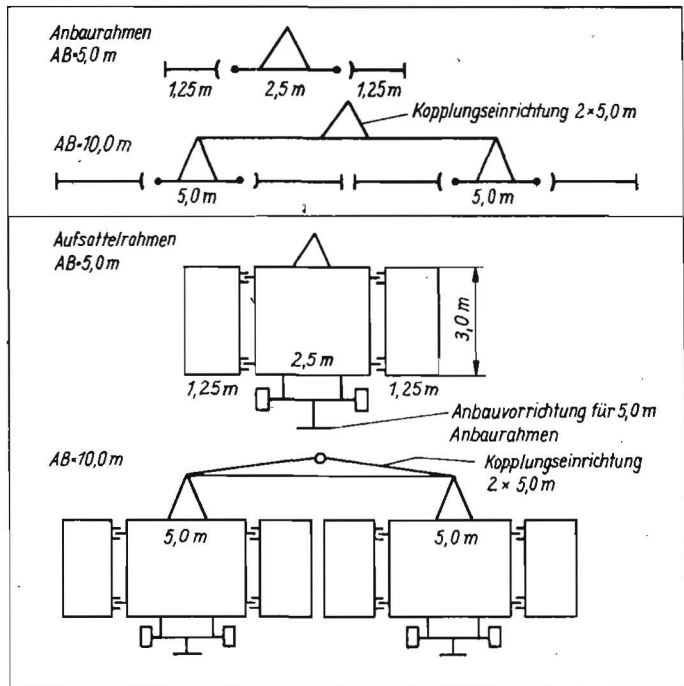 Anbaurahmen
AB=5,0 m
1,25 m
2,5 m
1,25 m
Kopplungseinrichtung 2×5,0 m
AB=10,0 m
5,0 m
5,0 m
Aufsattelrahmen
AB=5,0 m
3,0 m
2,5 m
1,25 m
1,25 m
Anbauvorrichtung für 5,0 m
Anbaurahmen
AB=10,0 m
Kopplungseinrichtung
2 × 5,0 m
5,0 m
5,0 m